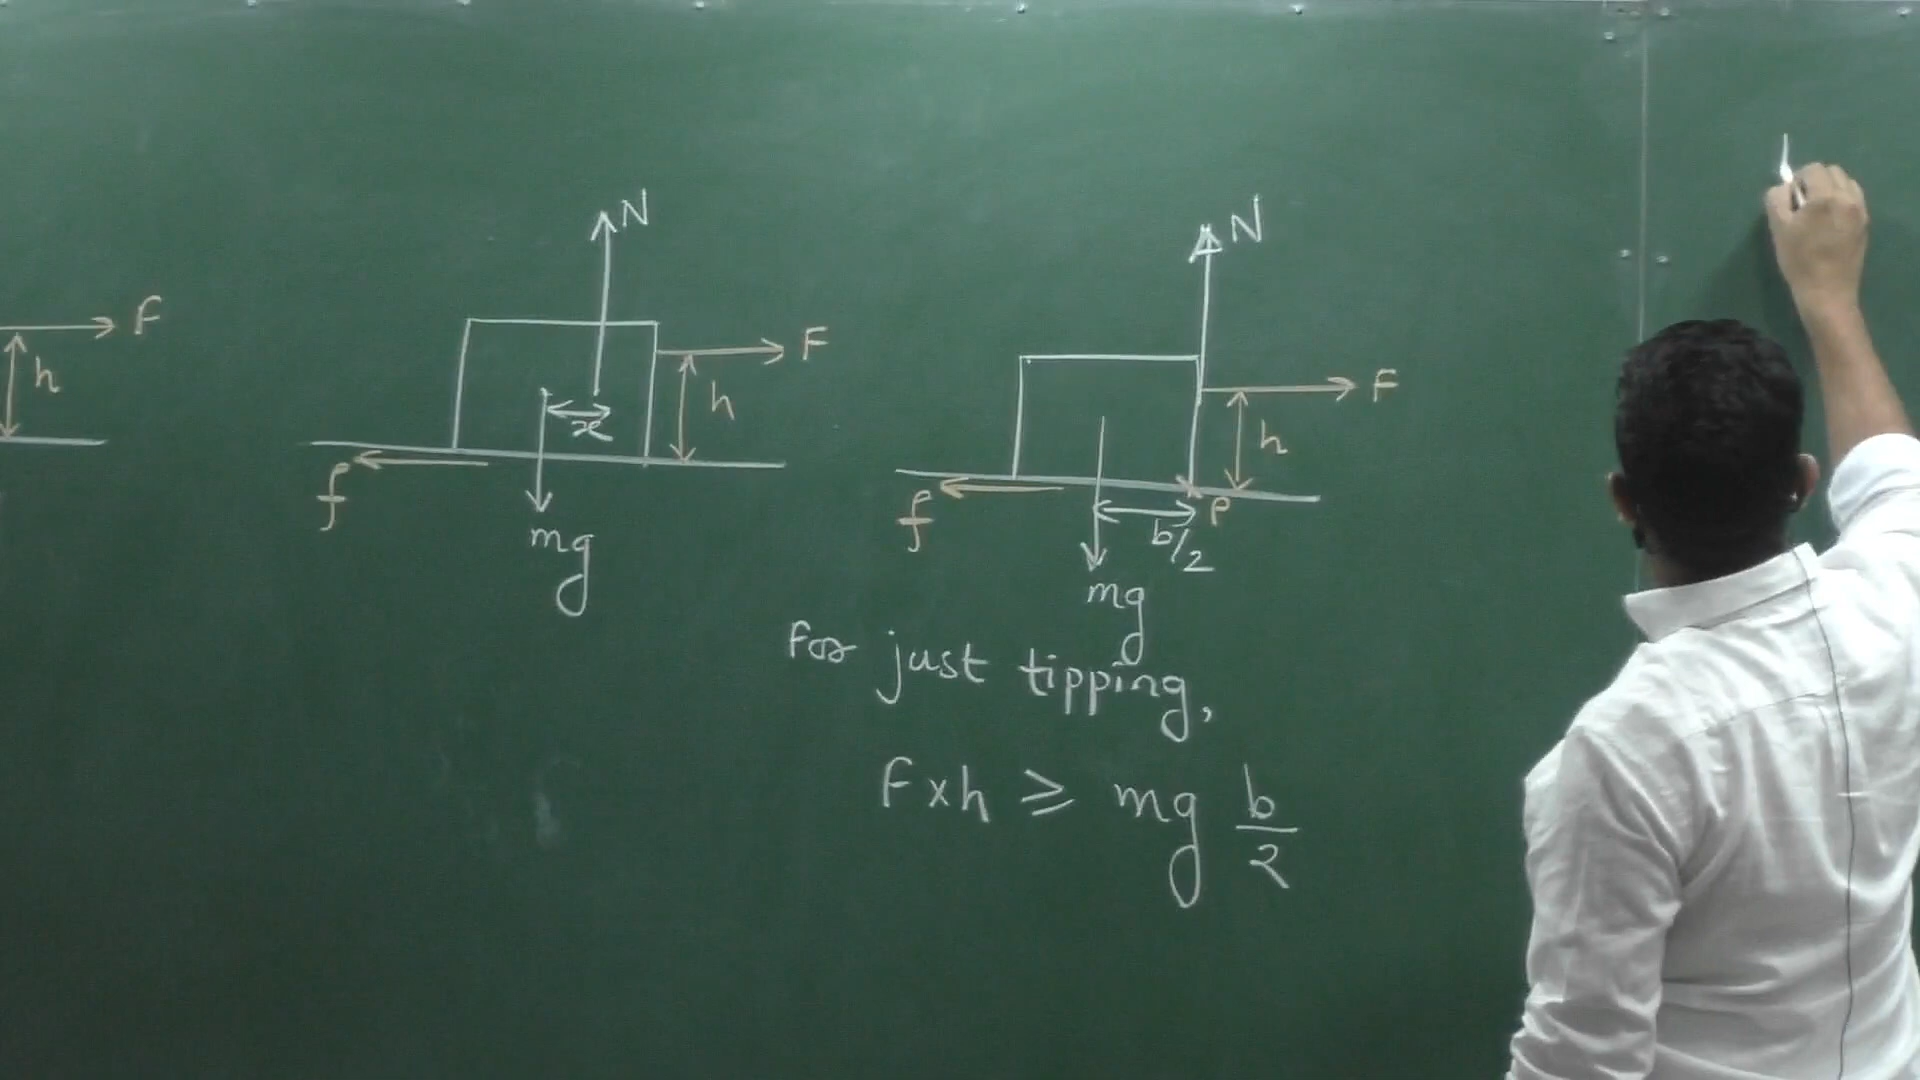 F
h
N
F
h
x
f
mg
N
F
h
f
P
b/2
mg
For just tipping,
F×h ⩾ mg b/2